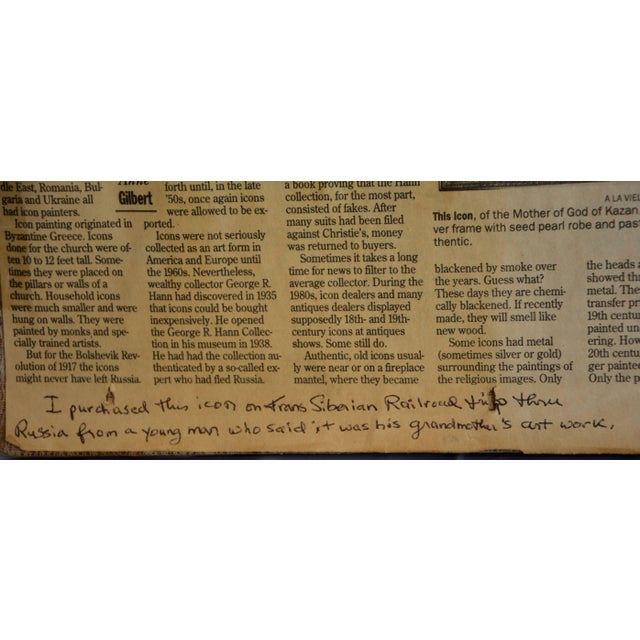 dle East, Romania, Bul-
garia and Ukraine all
had icon painters.
Icon painting originated in
Byzantine Greece. Icons
done for the church were of-
ten 10 to 12 feet tall. Some-
times they were placed on
the pillars or walls of a
church. Household icons
were much smaller and were
hung on walls. They were
painted by monks and spe-
cially trained artists.
But for the Bolshevik Rev-
olution of 1917 the icons
might never have left Russia.
Anne
Gilbert
forth until, in the late
'50s, once again icons
were allowed to be ex-
ported.
Icons were not seriously
collected as an art form in
America and Europe until
the 1960s. Nevertheless,
wealthy collector George R.
Hann had discovered in 1935
that icons could be bought
inexpensively. He opened
the George R. Hann Collec-
tion in his museum in 1938.
He had had the collection au-
thenticated by a so-called ex-
pert who had fled Russia.
a book proving that the Hann
collection, for the most part,
consisted of fakes. After
many suits had been filed
against Christie's, money
was returned to buyers.
Sometimes it takes a long
time for news to filter to the
average collector. During the
1980s, icon dealers and many
antiques dealers displayed
supposedly 18th- and 19th-
century icons at antiques
shows. Some still do.
Authentic, old icons usual-
ly were near or on a fireplace
mantel, where they became
A LA VIEI
This icon, of the Mother of God of Kazan
ver frame with seed pearl robe and past
thentic.
blackened by smoke over
the years. Guess what?
These days they are chemi-
cally blackened. If recently
made, they will smell like
new wood.
Some icons had metal
(sometimes silver or gold)
surrounding the paintings of
the religious images. Only
the heads a
showed thr
metal. The
transfer pr
19th centur
painted un
ering. How
20th centur
ger painted
Only the p
I purchased this icon on Trans Siberian Railroad trip thru
Russia from a young man who said it was his grandmother's art work.